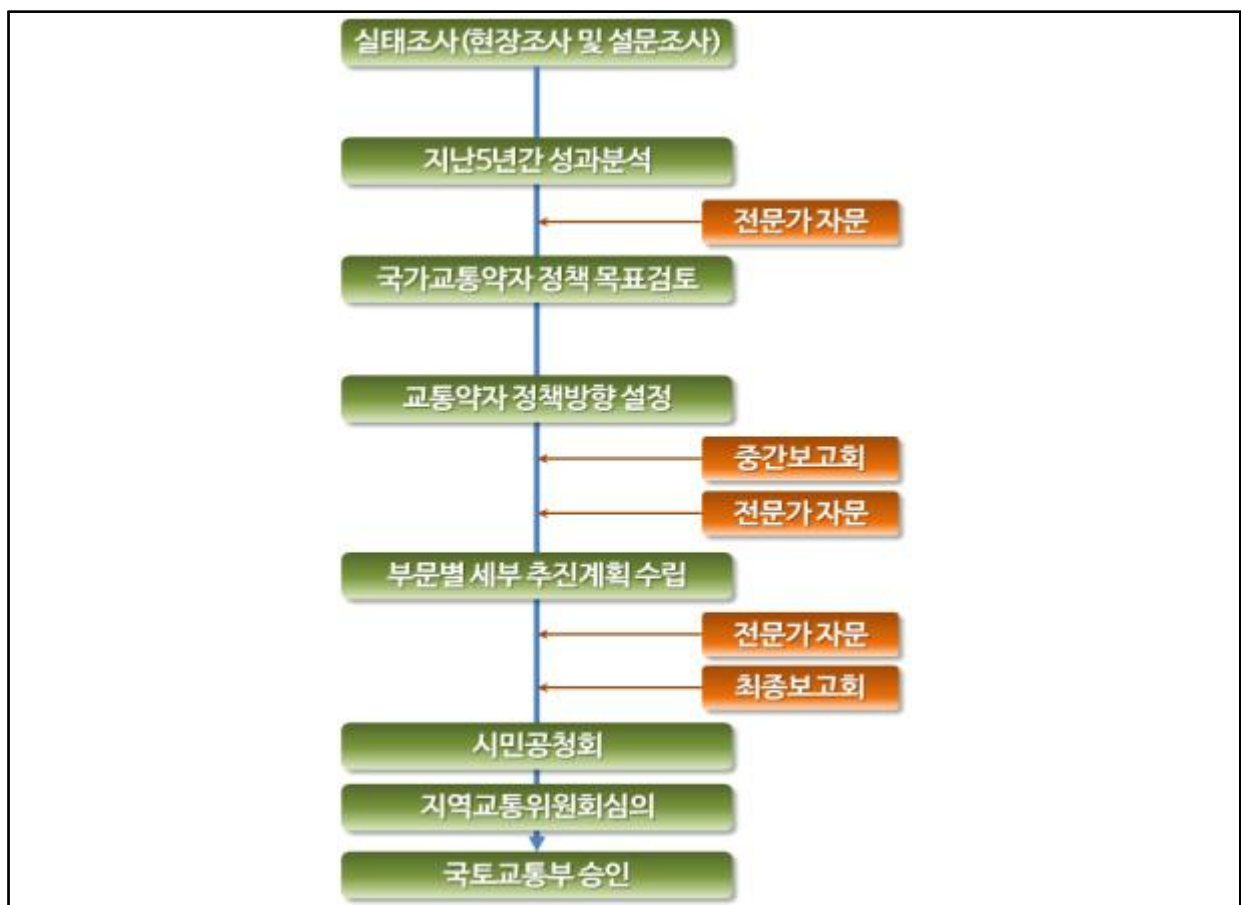 실태조사(현장조사 및 설문조사)
지난5년간 성과분석
전문가 자문
국가교통약자 정책 목표검토
교통약자 정책방향 설정
중간보고회
전문가 자문
부문별 세부 추진계획 수립
전문가 자문
최종보고회
시민공청회
지역교통위원회심의
국토교통부 승인